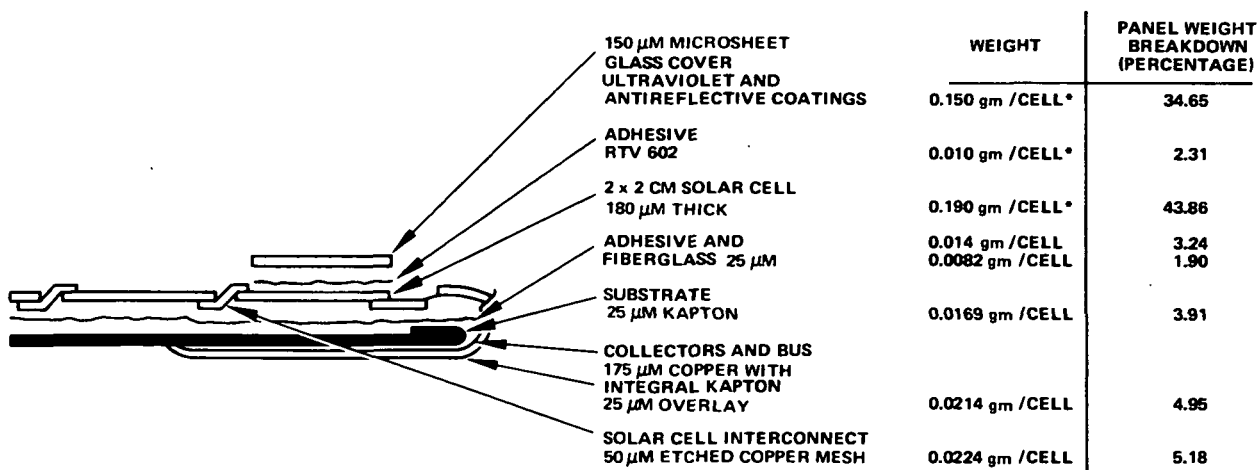 WEIGHT
PANEL WEIGHT
BREAKDOWN
(PERCENTAGE)
150 μM MICROSHEET
GLASS COVER
ULTRAVIOLET AND
ANTIREFLECTIVE COATINGS 0.150 gm /CELL* 34.65
ADHESIVE
RTV 602 0.010 gm /CELL* 2.31
2 x 2 CM SOLAR CELL
180 μM THICK 0.190 gm /CELL* 43.86
ADHESIVE AND 0.014 gm /CELL 3.24
FIBERGLASS 25 μM 0.0082 gm /CELL 1.90
SUBSTRATE
25 μM KAPTON 0.0169 gm /CELL 3.91
COLLECTORS AND BUS
175 μM COPPER WITH
INTEGRAL KAPTON
25 μM OVERLAY 0.0214 gm /CELL 4.95
SOLAR CELL INTERCONNECT
50 μM ETCHED COPPER MESH 0.0224 gm /CELL 5.18